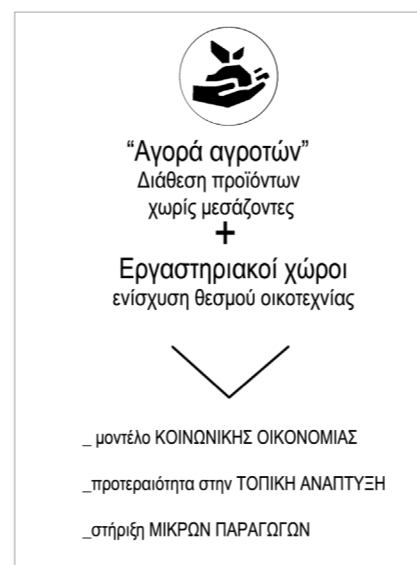 “Αγορά αγροτών”
Διάθεση προϊόντων
χωρίς μεσάζοντες
+
Εργαστηριακοί χώροι
ενίσχυση θεσμού οικοτεχνίας
_ μοντέλο ΚΟΙΝΩΝΙΚΗΣ ΟΙΚΟΝΟΜΙΑΣ
_προτεραιότητα στην ΤΟΠΙΚΗ ΑΝΑΠΤΥΞΗ
_στήριξη ΜΙΚΡΩΝ ΠΑΡΑΓΩΓΩΝ